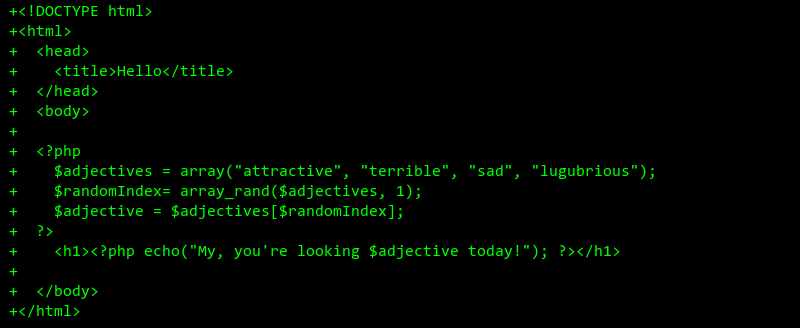 +<!DOCTYPE html>
+<html>
+  <head>
+    <title>Hello</title>
+  </head>
+  <body>
+
+  <?php
+    $adjectives = array("attractive", "terrible", "sad", "lugubrious");
+    $randomIndex= array_rand($adjectives, 1);
+    $adjective = $adjectives[$randomIndex];
+  ?>
+    <h1><?php echo("My, you're looking $adjective today!"); ?></h1>
+
+  </body>
+</html>